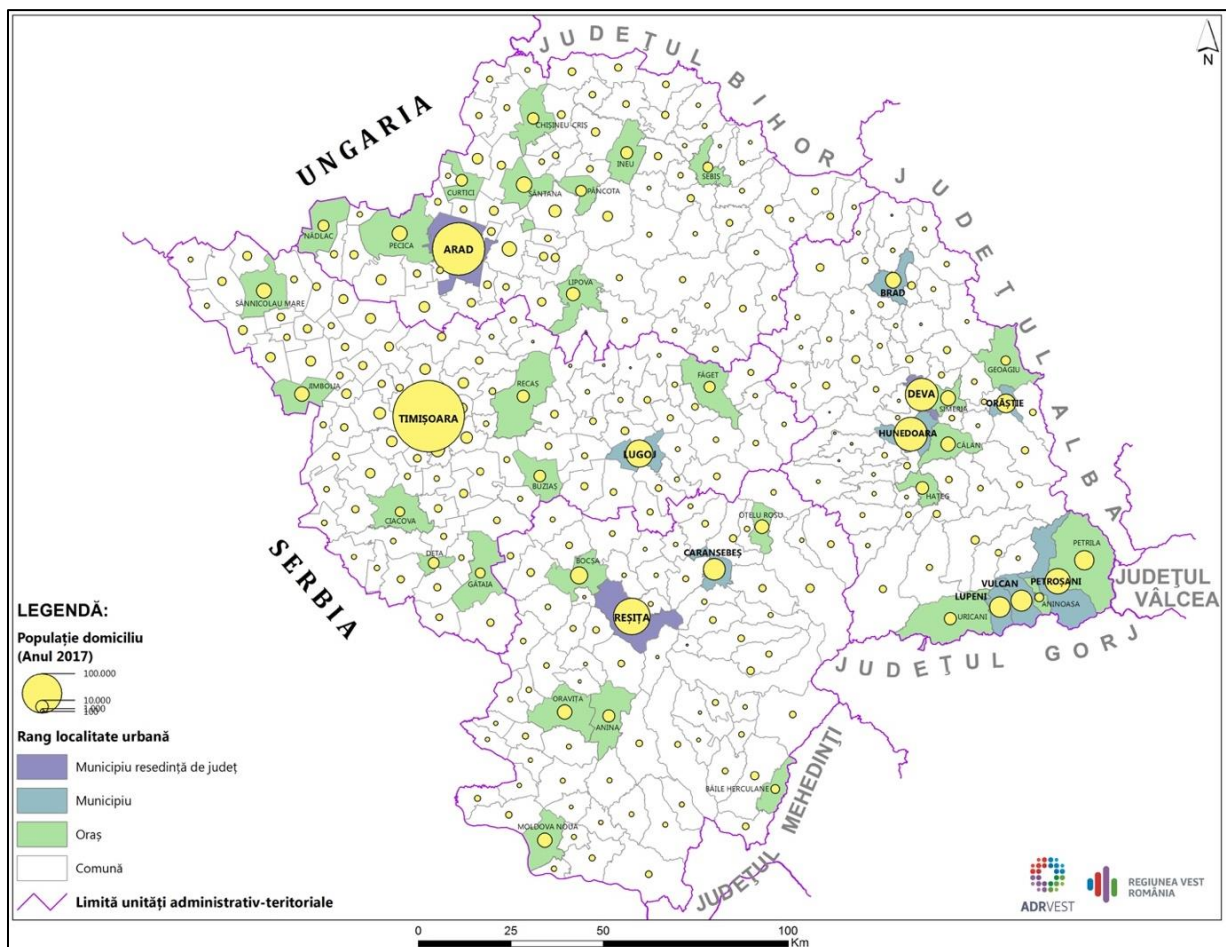 JUDEȚUL BIHOR
JUDEȚUL ALBA
N
UNGARIA
CHIȘINEU-CRIȘ
INEU
SEBIȘ
CURTICI
SÂNTANA
PÂNCOTA
NĂDLAC
PECICA
ARAD
BRAD
SÂNNICOLAU MARE
LIPOVA
GEOAGIU
JIMBOLIA
RECAȘ
FĂGET
DEVA
SIMERIA
ORĂȘTIE
TIMIȘOARA
HUNEDOARA
LUGOJ
CĂLAN
BUZIAȘ
HAȚEG
CIACOVA
OȚELU ROȘU
SERBIA
DETA
GĂTAIA
BOCȘA
CARANSEBEȘ
PETRILA
VULCAN
PETROȘANI
LUPENI
ANINOASA
URICANI
JUDEȚUL
VÂLCEA
REȘIȚA
JUDEȚUL GORJ
ORAVIȚA
ANINA
BĂILE HERCULANE
MOLDOVA NOUĂ
JUDEȚUL MEHEDINȚI
LEGENDĂ:
Populație domiciliu
(Anul 2017)
100.000
10.000
1.000
100
Rang localitate urbană
Municipiu resedință de județ
Municipiu
Oraș
Comună
Limită unități administrativ-teritoriale
ADRVEST
REGIUNEA VEST
ROMÂNIA
0 25 50 100
Km